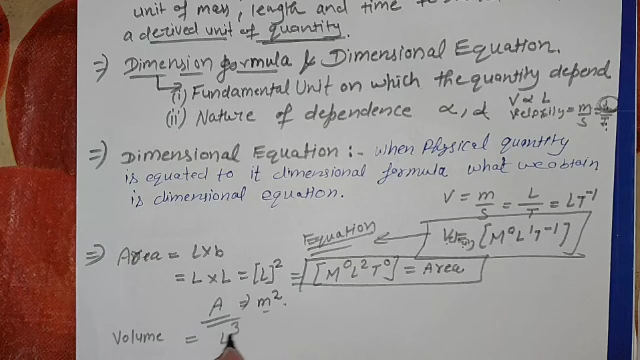 unit of mass, length and time to
a derived unit of quantity.
=) Dimension formula & Dimensional Equation.
(i) Fundamental Unit on which the quantity depend
(ii) Nature of dependence ∝, ∝ V ∝ L
velocity = m/s = L/T
=) Dimensional Equation :- when Physical quantity
is equated to it dimensional formula what we obtain
is dimensional equation.
V = m/S = L/T = LT⁻¹
Equation [M⁰L¹T⁻¹]
=) Area = L×b
= L×L = [L]² = [M⁰L²T⁰] = Area
A => m².
Volume = L³